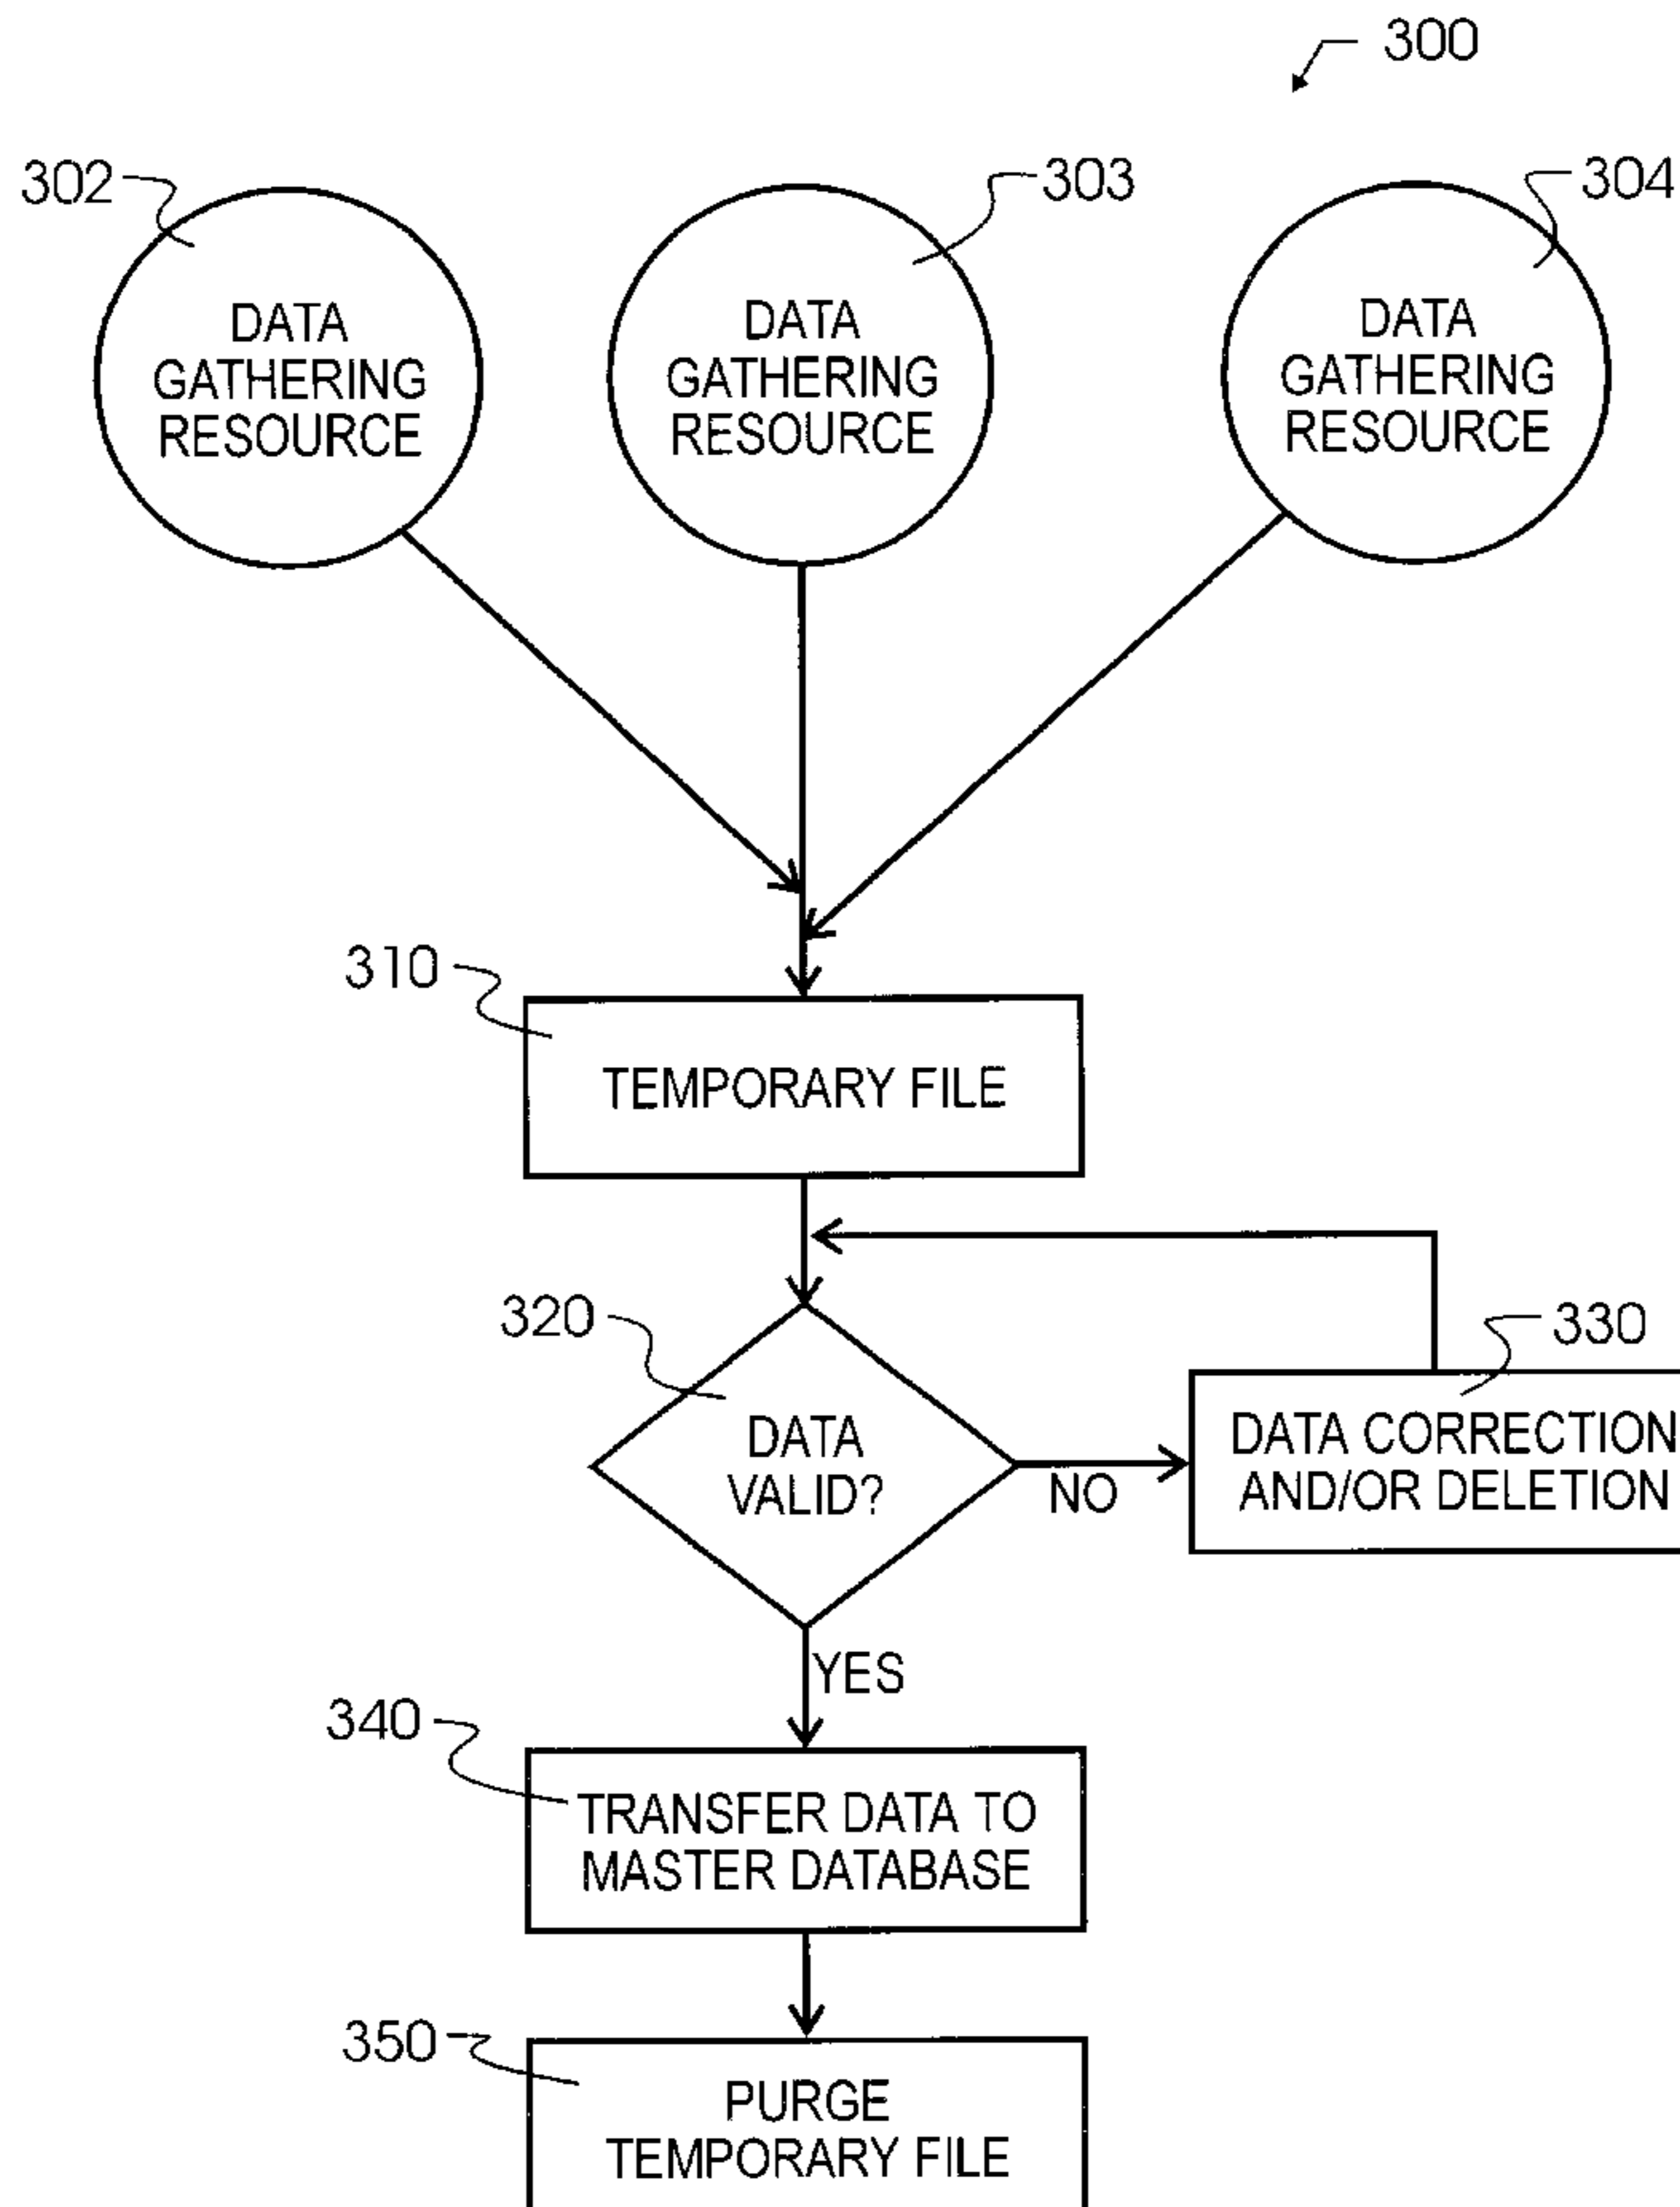 300
302
303
304
DATA
GATHERING
RESOURCE
DATA
GATHERING
RESOURCE
DATA
GATHERING
RESOURCE
310
TEMPORARY FILE
320
DATA
VALID?
NO
330
DATA CORRECTION
AND/OR DELETION
YES
340
TRANSFER DATA TO
MASTER DATABASE
350
PURGE
TEMPORARY FILE